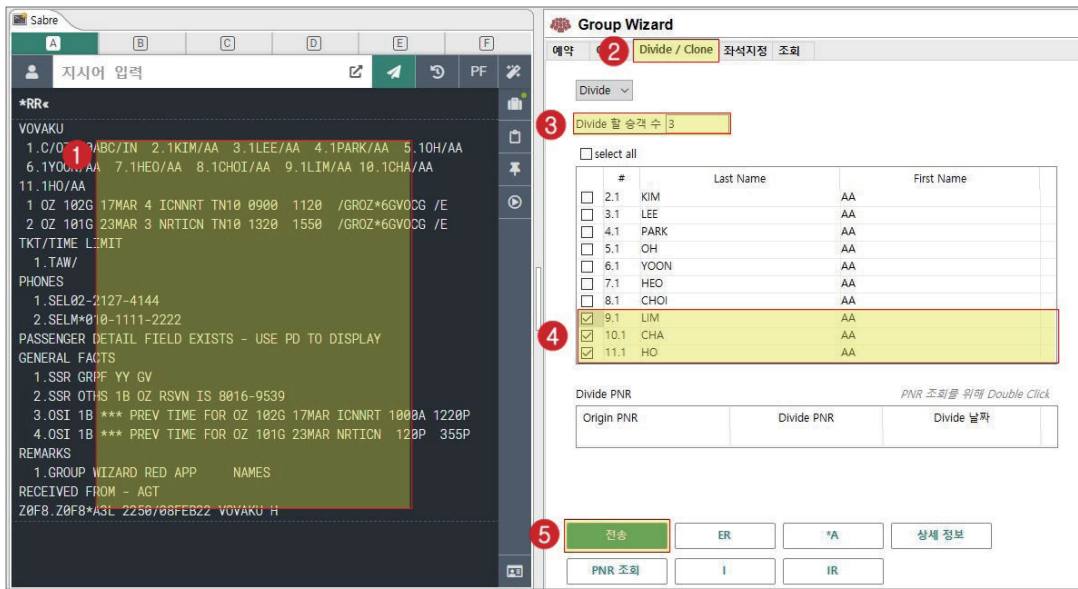 Sabre
A B C D E F
지시어 입력 PF
*RR«
VOVAKU
1.C/0 ABC/IN 2.1KIM/AA 3.1LEE/AA 4.1PARK/AA 5.1OH/AA
6.1YOON/AA 7.1HEO/AA 8.1CHOI/AA 9.1LIM/AA 10.1CHA/AA
11.1HO/AA
1 OZ 102G 17MAR 4 ICNNRT TN10 0900 1120 /GROZ*6GVOCG /E
2 OZ 101G 23MAR 3 NRTICN TN10 1320 1550 /GROZ*6GVOCG /E
TKT/TIME LIMIT
1.TAW/
PHONES
1.SEL02-2127-4144
2.SELM*010-1111-2222
PASSENGER DETAIL FIELD EXISTS - USE PD TO DISPLAY
GENERAL FACTS
1.SSR GRPF YY GV
2.SSR OTHS 1B OZ RSVN IS 8016-9539
3.OSI 1B *** PREV TIME FOR OZ 102G 17MAR ICNNRT 1000A 1220P
4.OSI 1B *** PREV TIME FOR OZ 101G 23MAR NRTICN 120P 355P
REMARKS
1.GROUP WIZARD RED APP NAMES
RECEIVED FROM - AGT
Z0F8.Z0F8*A3L 2250/08FEB22 VOVAKU H
1
Group Wizard
예약 2 Divide / Clone 좌석지정 조회
Divide
3 Divide 할 승객 수 3
select all
# Last Name First Name
2.1 KIM AA
3.1 LEE AA
4.1 PARK AA
5.1 OH AA
6.1 YOON AA
7.1 HEO AA
8.1 CHOI AA
9.1 LIM AA
4 10.1 CHA AA
11.1 HO AA
Divide PNR PNR 조회를 위해 Double Click
Origin PNR Divide PNR Divide 날짜
5 전송 ER *A 상세 정보
PNR 조회 I IR